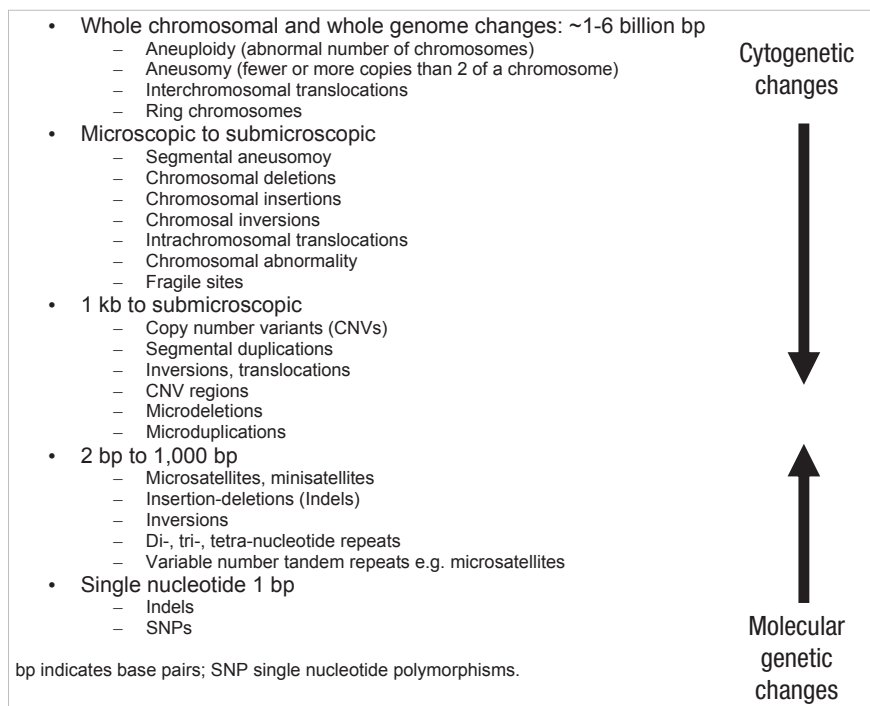 • Whole chromosomal and whole genome changes: ~1-6 billion bp
– Aneuploidy (abnormal number of chromosomes)
– Aneusomy (fewer or more copies than 2 of a chromosome)
– Interchromosomal translocations
– Ring chromosomes
• Microscopic to submicroscopic
– Segmental aneusomoy
– Chromosomal deletions
– Chromosomal insertions
– Chromosal inversions
– Intrachromosomal translocations
– Chromosomal abnormality
– Fragile sites
• 1 kb to submicroscopic
– Copy number variants (CNVs)
– Segmental duplications
– Inversions, translocations
– CNV regions
– Microdeletions
– Microduplications
• 2 bp to 1,000 bp
– Microsatellites, minisatellites
– Insertion-deletions (Indels)
– Inversions
– Di-, tri-, tetra-nucleotide repeats
– Variable number tandem repeats e.g. microsatellites
• Single nucleotide 1 bp
– Indels
– SNPs
bp indicates base pairs; SNP single nucleotide polymorphisms.
Cytogenetic
changes
Molecular
genetic
changes